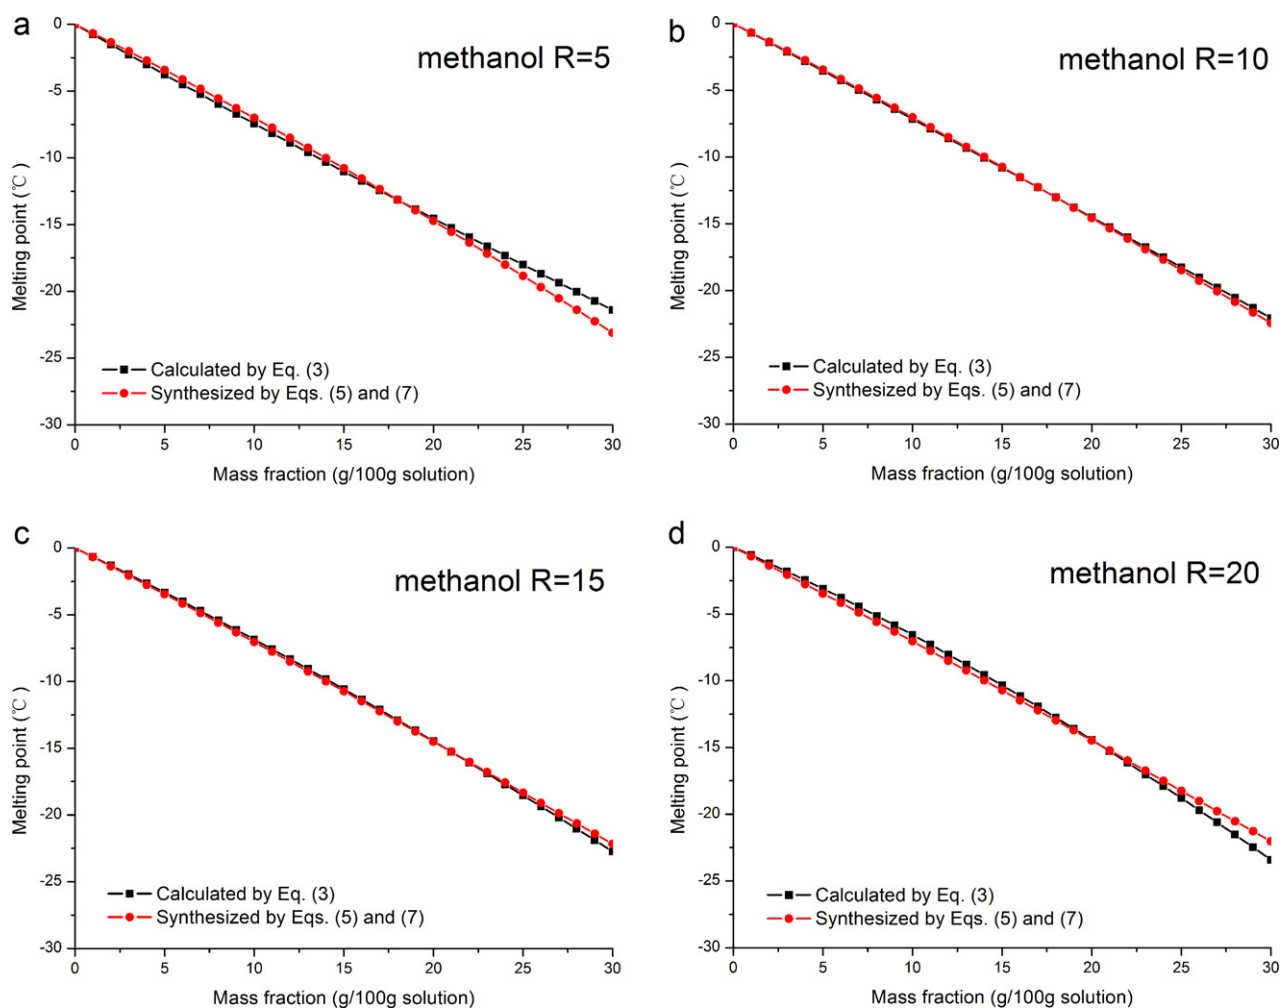 a
methanol R=5
0
-5
-10
-15
-20
-25
-30
Melting point (℃)
Calculated by Eq. (3)
Synthesized by Eqs. (5) and (7)
0 5 10 15 20 25 30
Mass fraction (g/100g solution)
b
methanol R=10
0
-5
-10
-15
-20
-25
-30
Melting point (℃)
Calculated by Eq. (3)
Synthesized by Eqs. (5) and (7)
0 5 10 15 20 25 30
Mass fraction (g/100g solution)
c
methanol R=15
0
-5
-10
-15
-20
-25
-30
Melting point (℃)
Calculated by Eq. (3)
Synthesized by Eqs. (5) and (7)
0 5 10 15 20 25 30
Mass fraction (g/100g solution)
d
methanol R=20
0
-5
-10
-15
-20
-25
-30
Melting point (℃)
Calculated by Eq. (3)
Synthesized by Eqs. (5) and (7)
0 5 10 15 20 25 30
Mass fraction (g/100g solution)